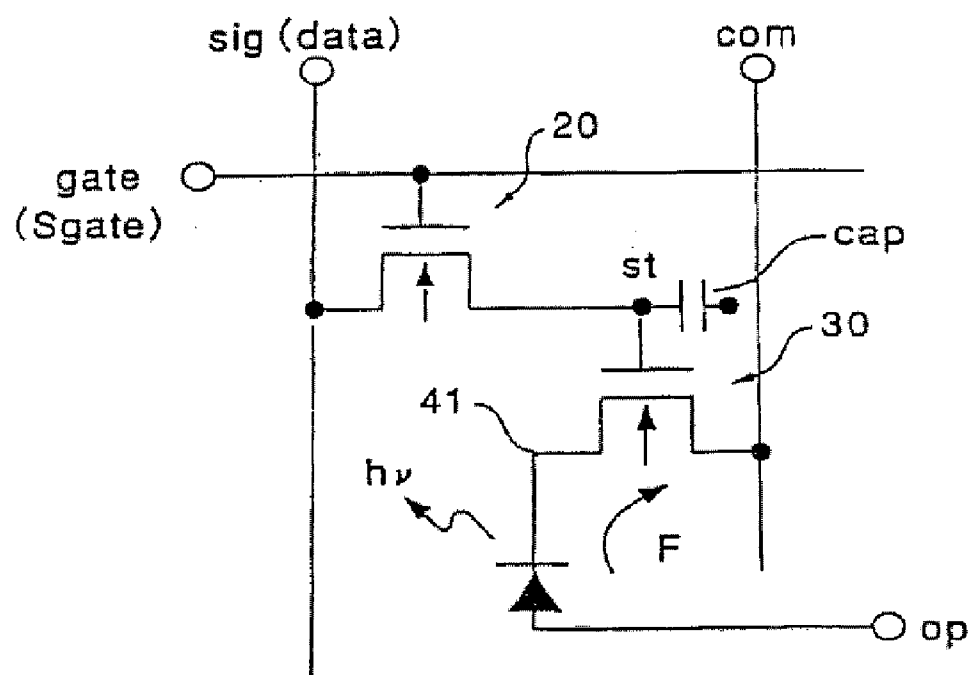 sig (data)
com
20
gate
(Sgate)
st
cap
30
41
hν
F
op